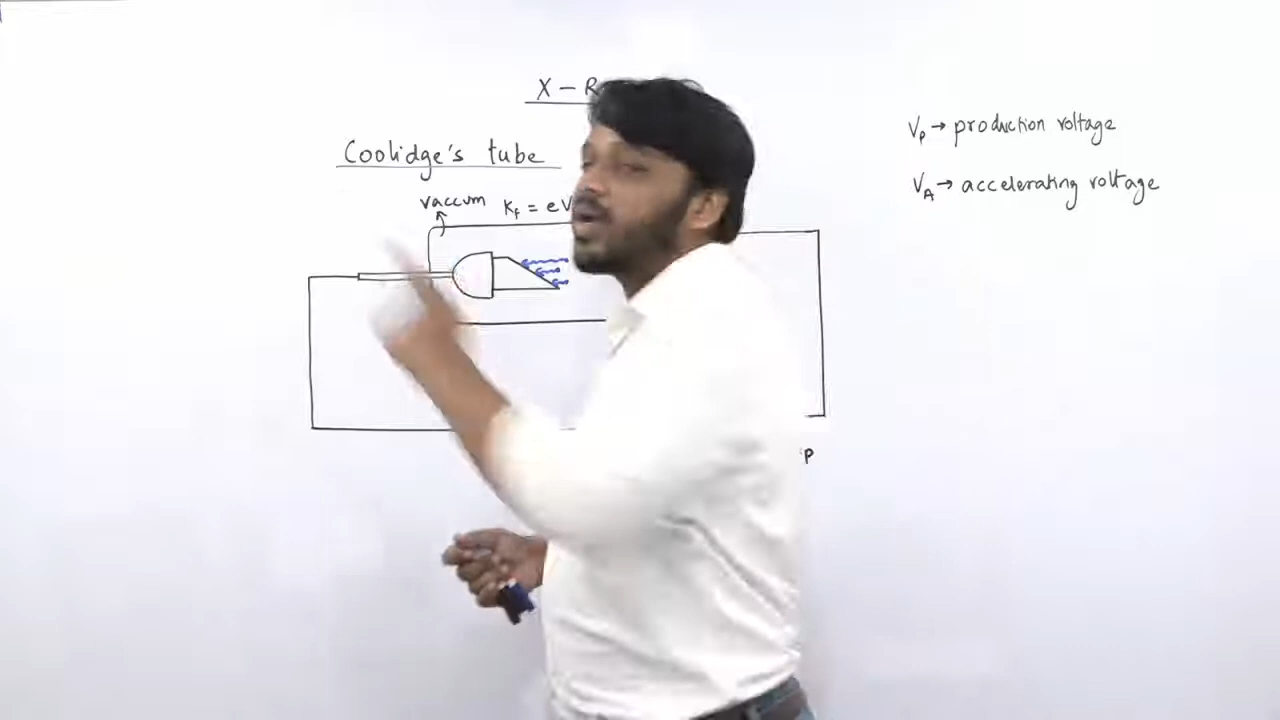 X-R
Coolidge's tube
vaccum
K_F = eV
V_P → production voltage
V_A → accelerating voltage
P